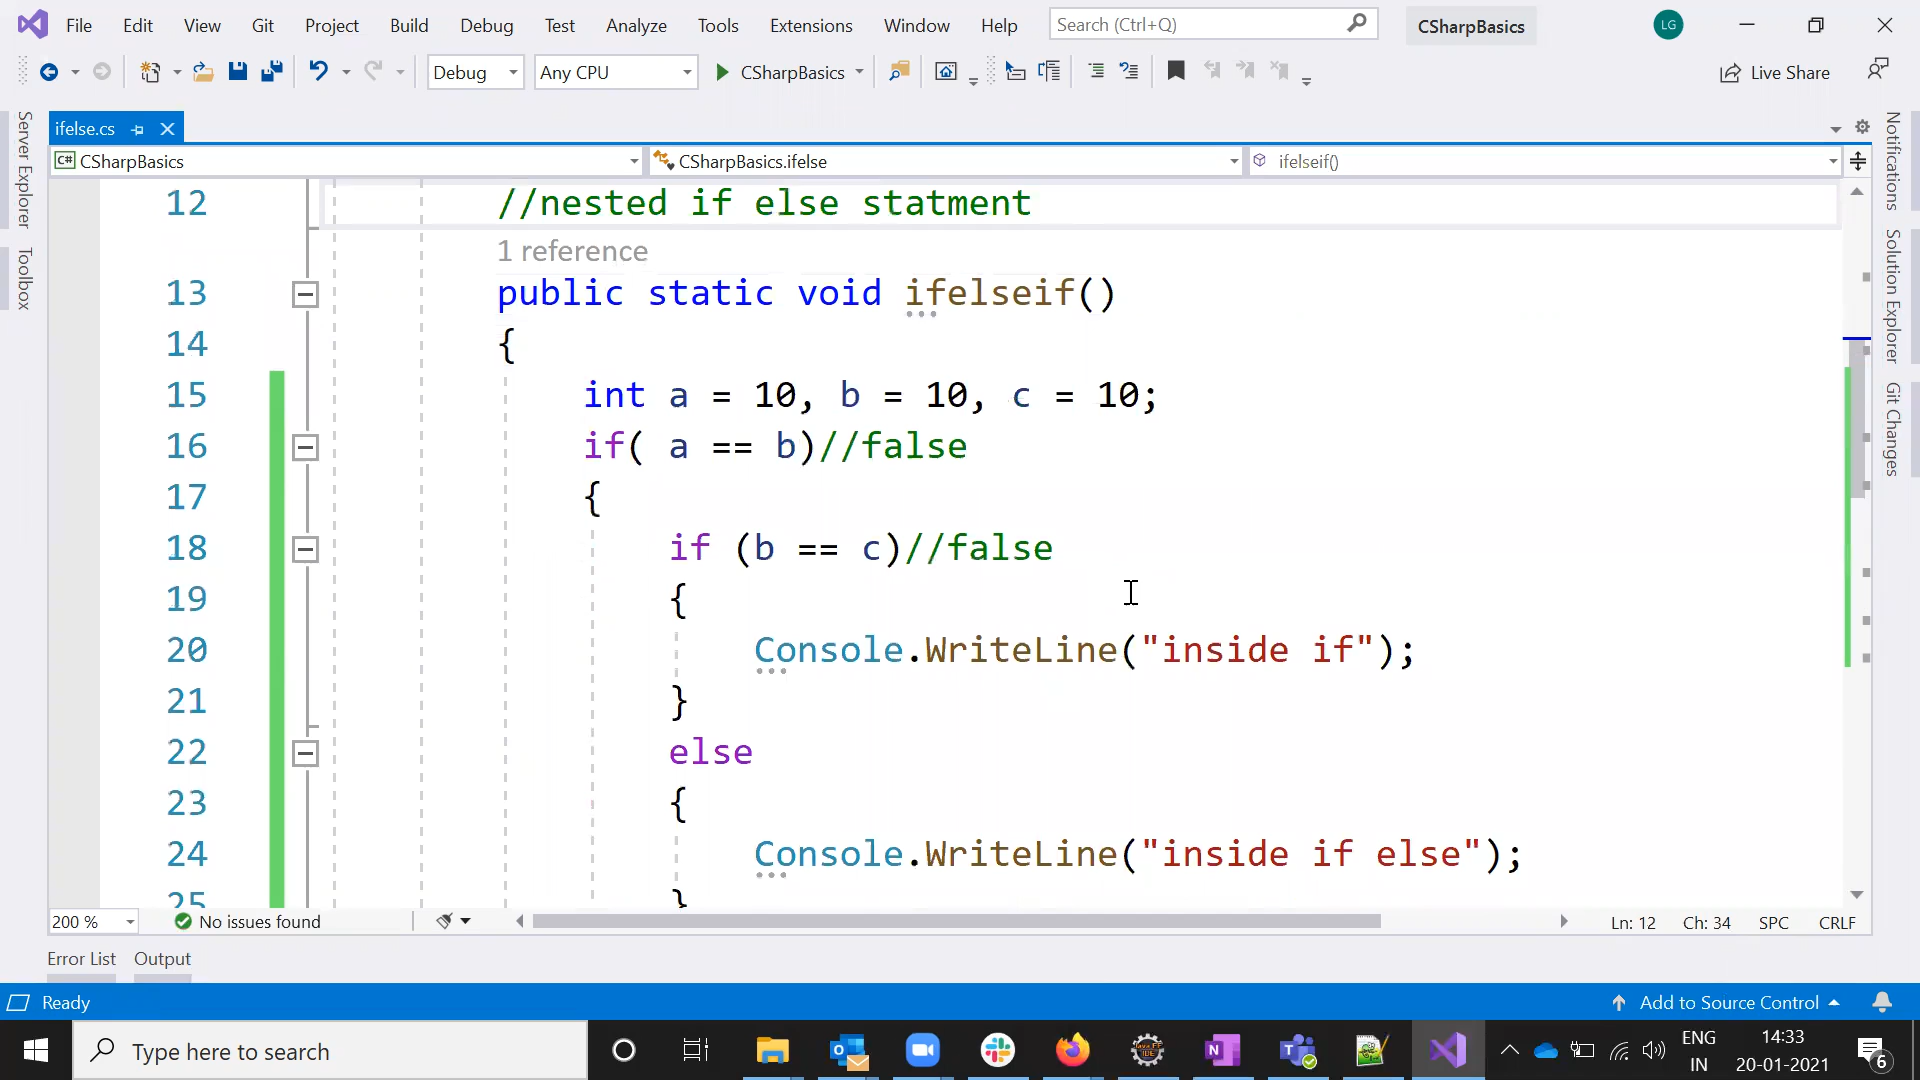 File Edit View Git Project Build Debug Test Analyze Tools Extensions Window Help Search (Ctrl+Q) CSharpBasics LG
Debug Any CPU CSharpBasics Live Share
Server Explorer
Toolbox
ifelse.cs
C# CSharpBasics CSharpBasics.ifelse ifelseif()
12 //nested if else statment
1 reference
13 public static void ifelseif()
14 {
15 int a = 10, b = 10, c = 10;
16 if( a == b)//false
17 {
18 if (b == c)//false
19 {
20 Console.WriteLine("inside if");
21 }
22 else
23 {
24 Console.WriteLine("inside if else");
25 }
Notifications
Solution Explorer
Git Changes
200 % No issues found Ln: 12 Ch: 34 SPC CRLF
Error List Output
Ready Add to Source Control
Type here to search
ENG
IN
14:33
20-01-2021
6